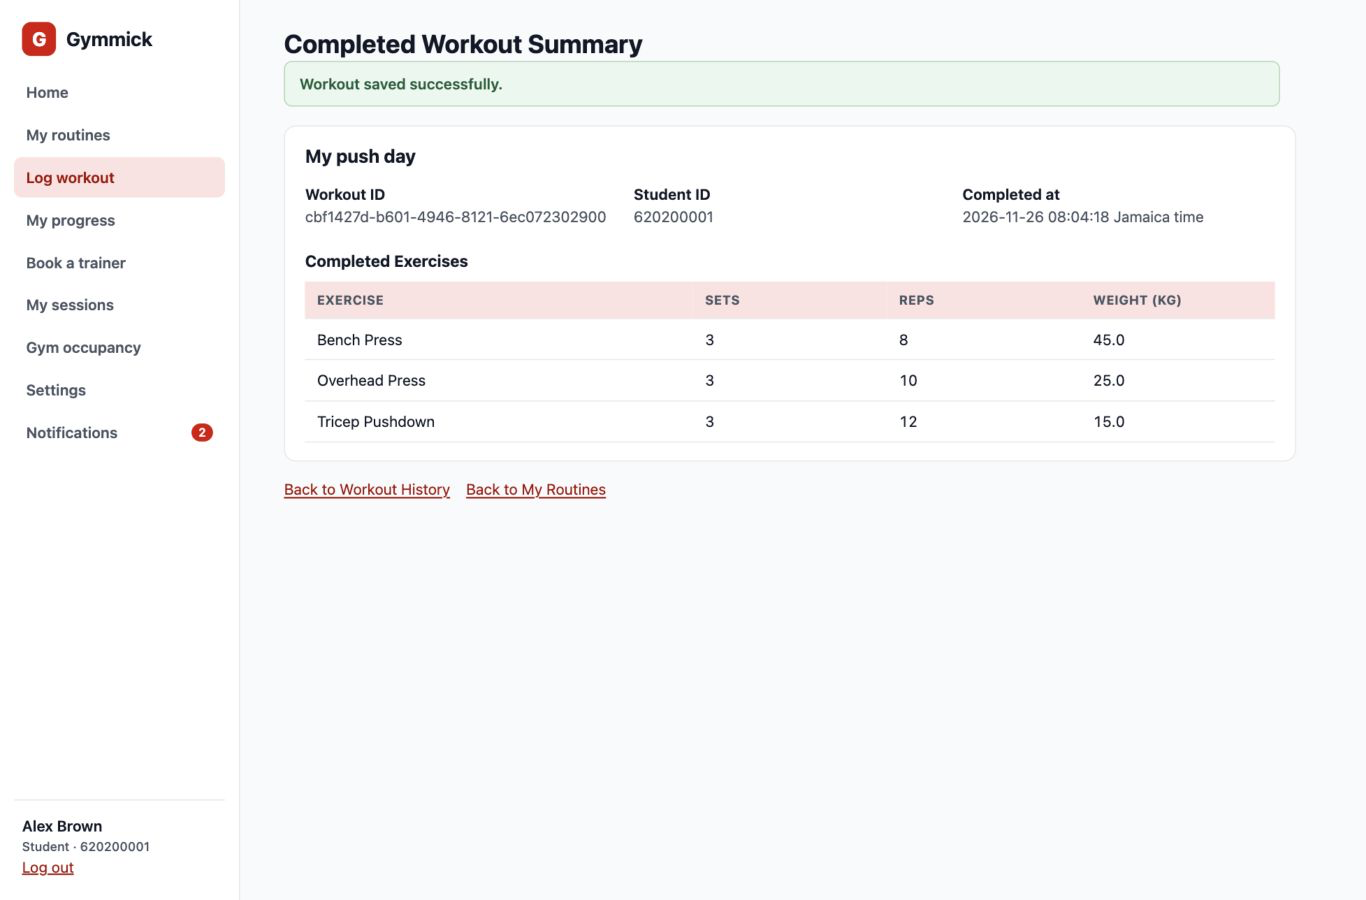 G Gymmick
Home
My routines
Log workout
My progress
Book a trainer
My sessions
Gym occupancy
Settings
Notifications 2
Alex Brown
Student · 620200001
Log out
Completed Workout Summary
Workout saved successfully.
My push day
Workout ID Student ID Completed at
cbf1427d-b601-4946-8121-6ec072302900 620200001 2026-11-26 08:04:18 Jamaica time
Completed Exercises
EXERCISE SETS REPS WEIGHT (KG)
Bench Press 3 8 45.0
Overhead Press 3 10 25.0
Tricep Pushdown 3 12 15.0
Back to Workout History Back to My Routines